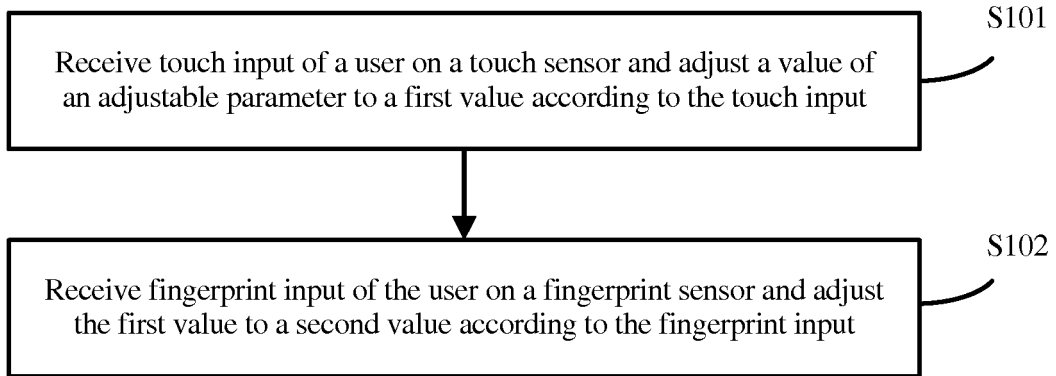 S101
Receive touch input of a user on a touch sensor and adjust a value of
an adjustable parameter to a first value according to the touch input
S102
Receive fingerprint input of the user on a fingerprint sensor and adjust
the first value to a second value according to the fingerprint input